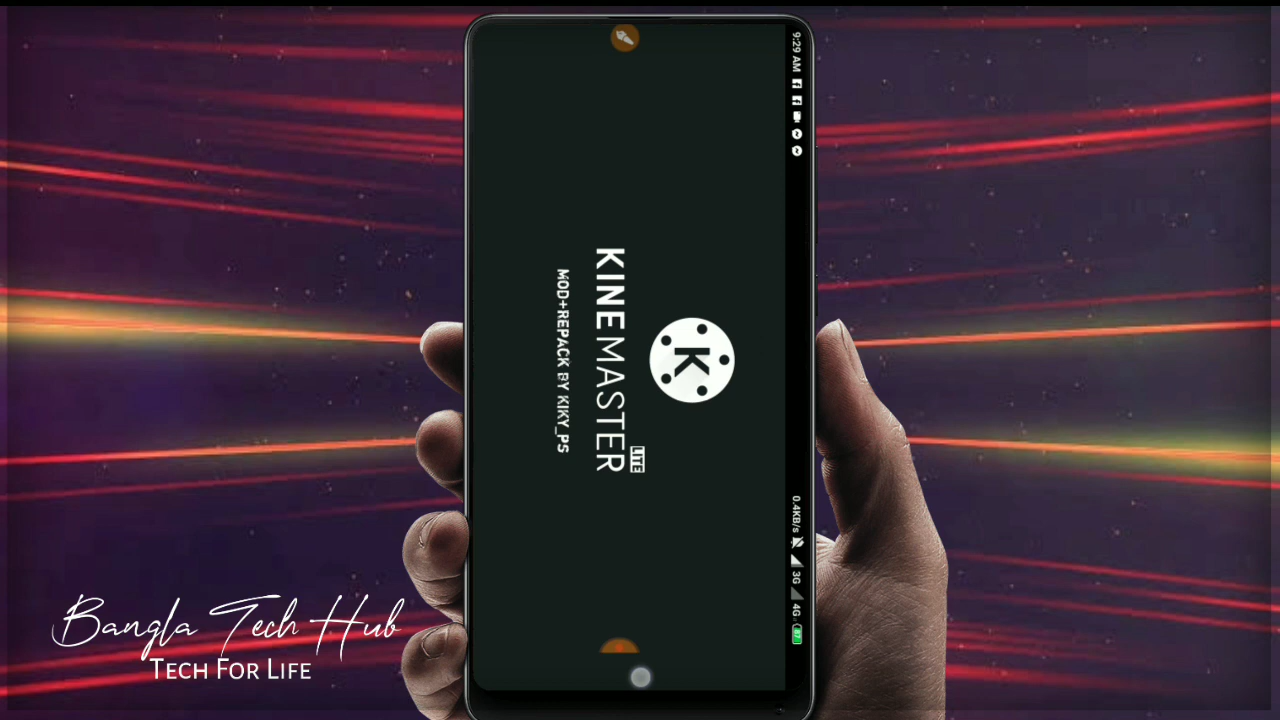 9:29 AM
0.4KB/s 3G 4G 87
K
KINEMASTER
LITE
MOD+REPACK BY KIKY_PS
Bangla Tech Hub
TECH FOR LIFE